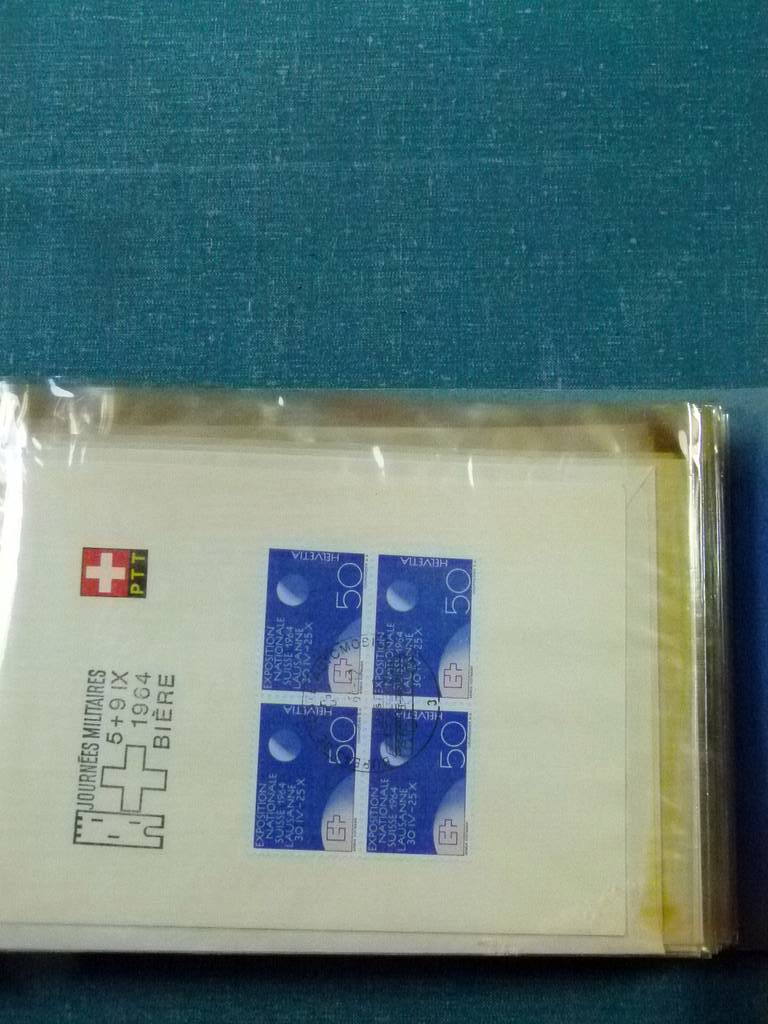 PTT
JOURNÉES MILITAIRES
5+9 IX
1964
BIÈRE
HELVETIA
50
EXPOSITION
NATIONALE
SUISSE 1964
LAUSANNE
30 IV-25 X
HELVETIA
50
EXPOSITION
NATIONALE
SUISSE 1964
LAUSANNE
30 IV-25 X
HELVETIA
50
EXPOSITION
NATIONALE
SUISSE 1964
LAUSANNE
30 IV-25 X
HELVETIA
50
EXPOSITION
NATIONALE
SUISSE 1964
LAUSANNE
30 IV-25 X
3